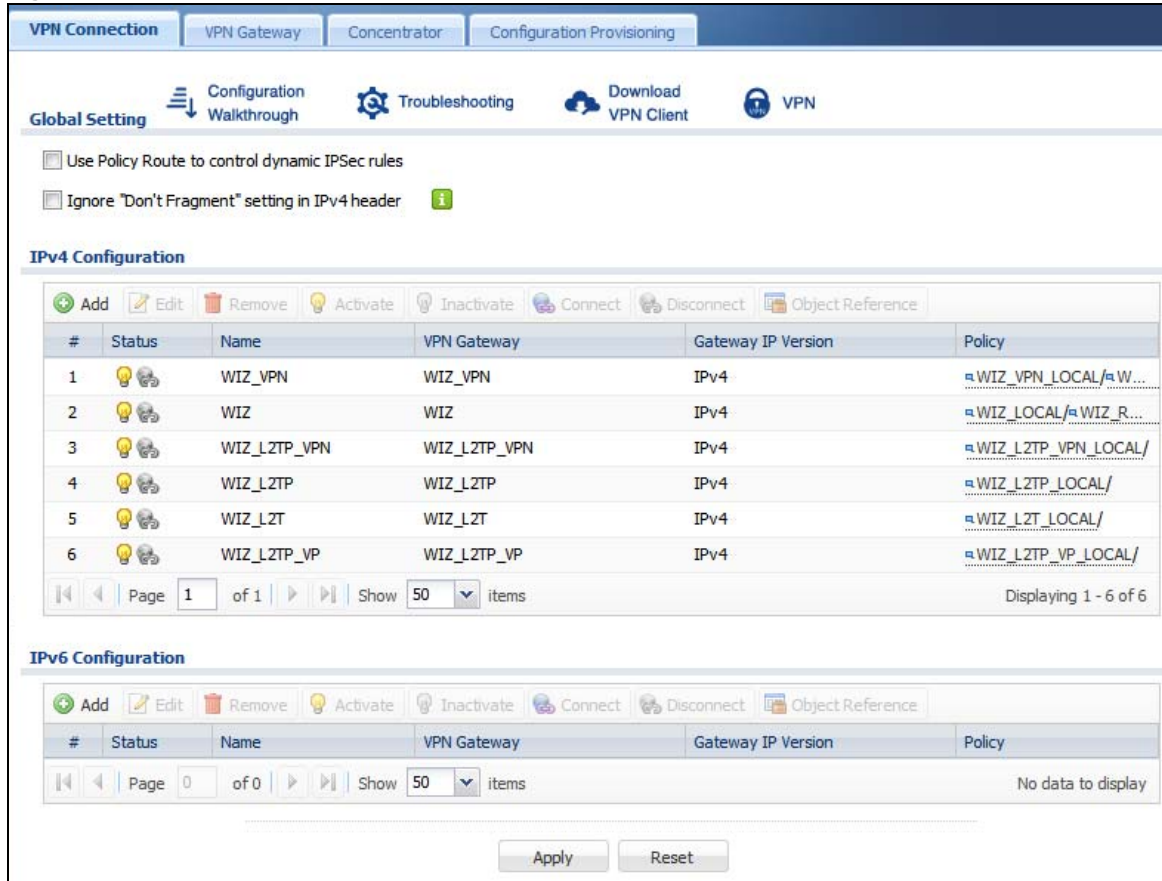 VPN Connection VPN Gateway Concentrator Configuration Provisioning
Global Setting Configuration Walkthrough Troubleshooting Download VPN Client VPN
Use Policy Route to control dynamic IPSec rules
Ignore "Don't Fragment" setting in IPv4 header
IPv4 Configuration
Add Edit Remove Activate Inactivate Connect Disconnect Object Reference
# Status Name VPN Gateway Gateway IP Version Policy
1 WIZ_VPN WIZ_VPN IPv4 WIZ_VPN_LOCAL/ W...
2 WIZ WIZ IPv4 WIZ_LOCAL/ WIZ_R...
3 WIZ_L2TP_VPN WIZ_L2TP_VPN IPv4 WIZ_L2TP_VPN_LOCAL/
4 WIZ_L2TP WIZ_L2TP IPv4 WIZ_L2TP_LOCAL/
5 WIZ_L2T WIZ_L2T IPv4 WIZ_L2T_LOCAL/
6 WIZ_L2TP_VP WIZ_L2TP_VP IPv4 WIZ_L2TP_VP_LOCAL/
Page 1 of 1 Show 50 items Displaying 1 - 6 of 6
IPv6 Configuration
Add Edit Remove Activate Inactivate Connect Disconnect Object Reference
# Status Name VPN Gateway Gateway IP Version Policy
Page 0 of 0 Show 50 items No data to display
Apply Reset